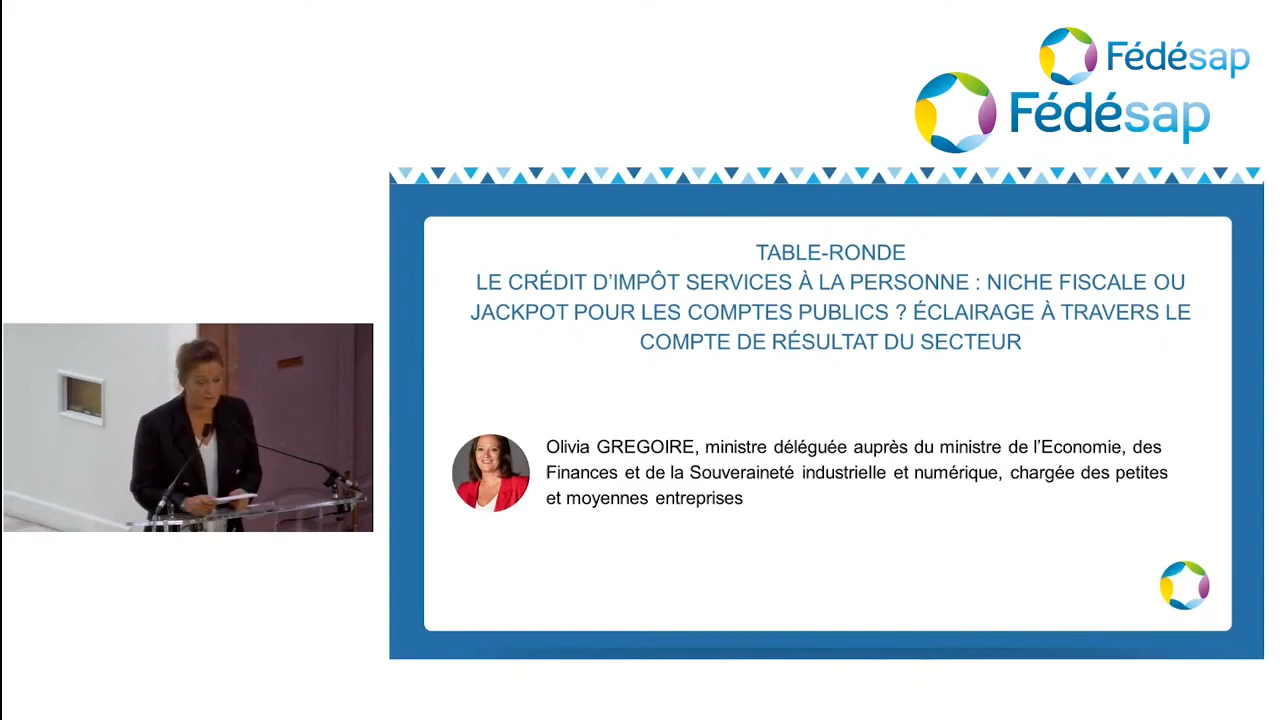 Fédésap
Fédésap
TABLE-RONDE
LE CRÉDIT D’IMPÔT SERVICES À LA PERSONNE : NICHE FISCALE OU
JACKPOT POUR LES COMPTES PUBLICS ? ÉCLAIRAGE À TRAVERS LE
COMPTE DE RÉSULTAT DU SECTEUR
Olivia GREGOIRE, ministre déléguée auprès du ministre de l’Economie, des
Finances et de la Souveraineté industrielle et numérique, chargée des petites
et moyennes entreprises